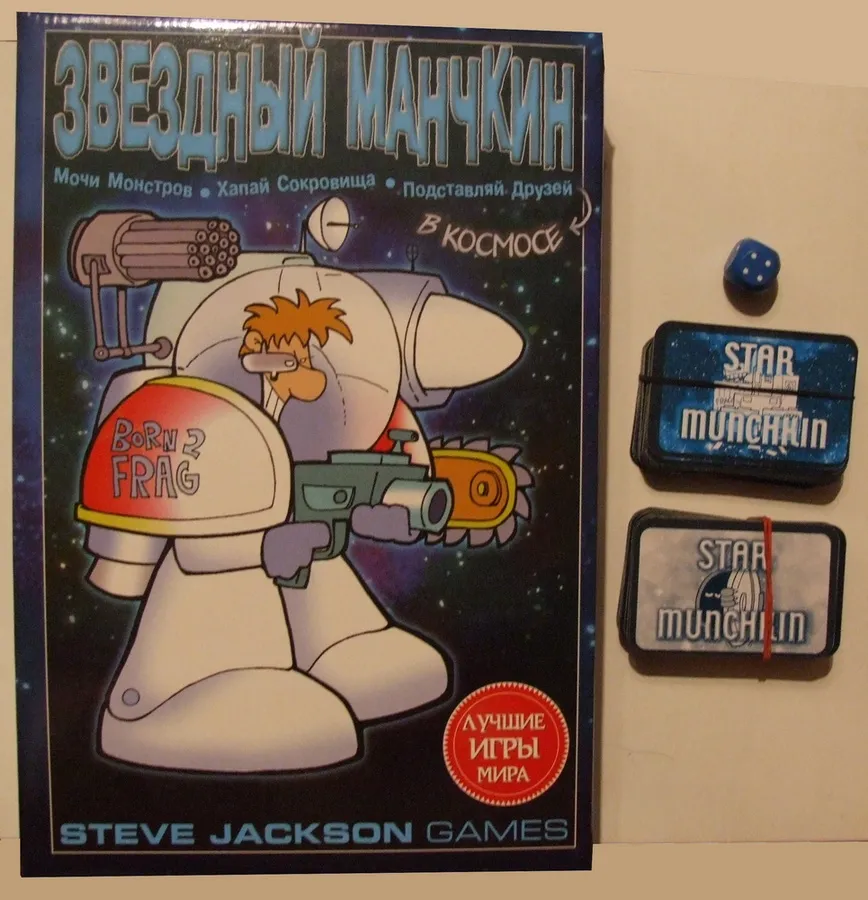 ЗВЕЗДНЫЙ МАНЧКИН
Мочи Монстров • Хапай Сокровища • Подставляй Друзей
В КОСМОСЕ
BORN 2
FRAG
ЛУЧШИЕ
ИГРЫ
МИРА
STEVE JACKSON GAMES
STAR
MUNCHKIN
STAR
MUNCHKIN